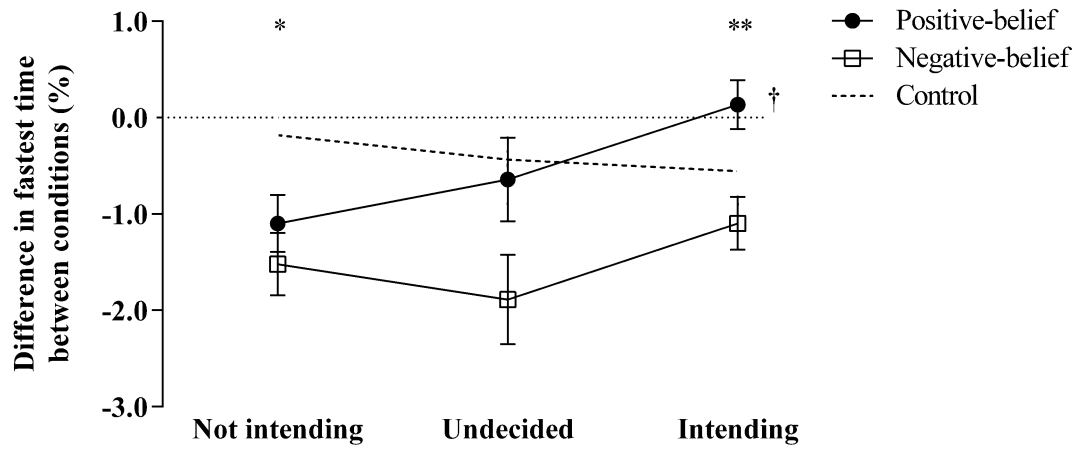 Difference in fastest time
between conditions (%)
1.0
0.0
-1.0
-2.0
-3.0
*
**
†
Not intending
Undecided
Intending
Positive-belief
Negative-belief
Control